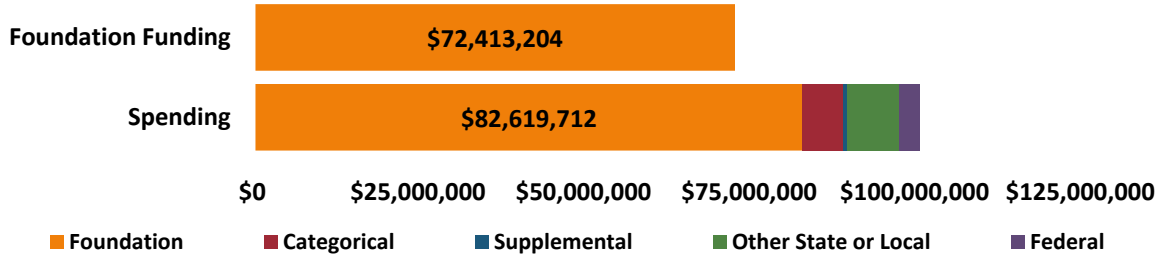 Foundation Funding
$72,413,204
Spending
$82,619,712
$0 $25,000,000 $50,000,000 $75,000,000 $100,000,000 $125,000,000
Foundation Categorical Supplemental Other State or Local Federal